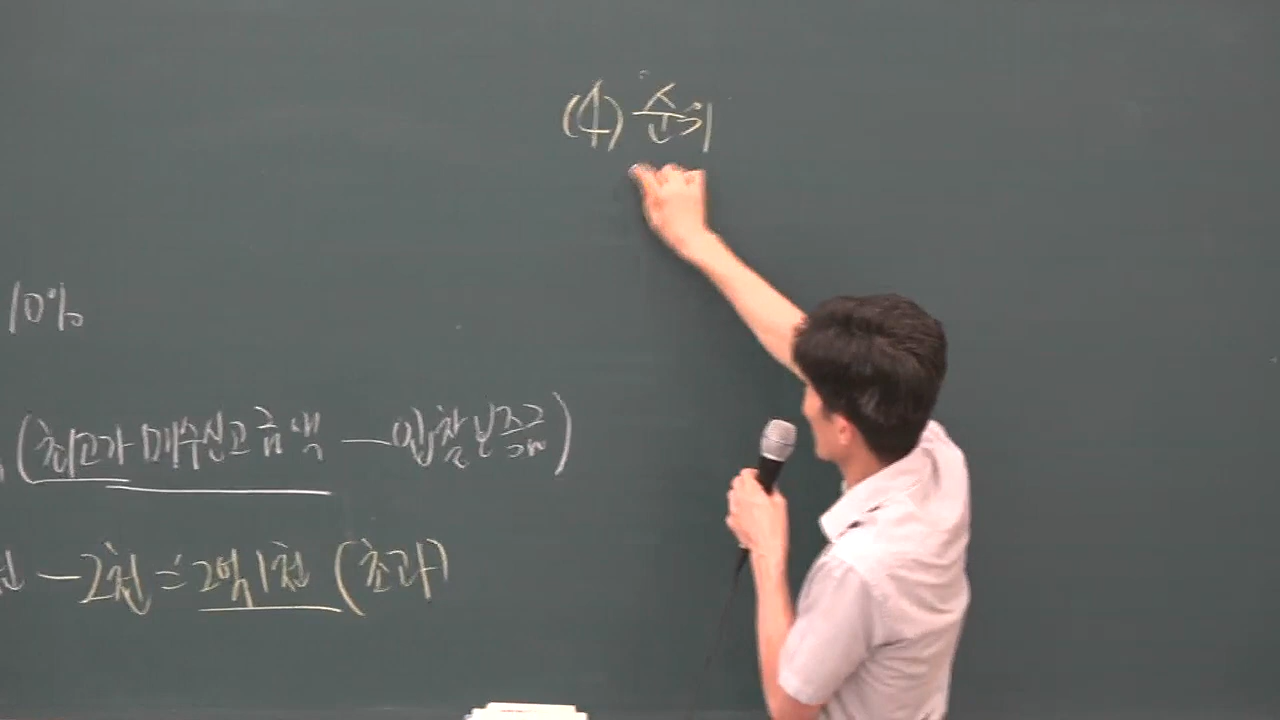 (4) 순위
10%
(최고가 매수신고금액 — 입찰보증금)
천 — 2천 = 2억1천 (초과)